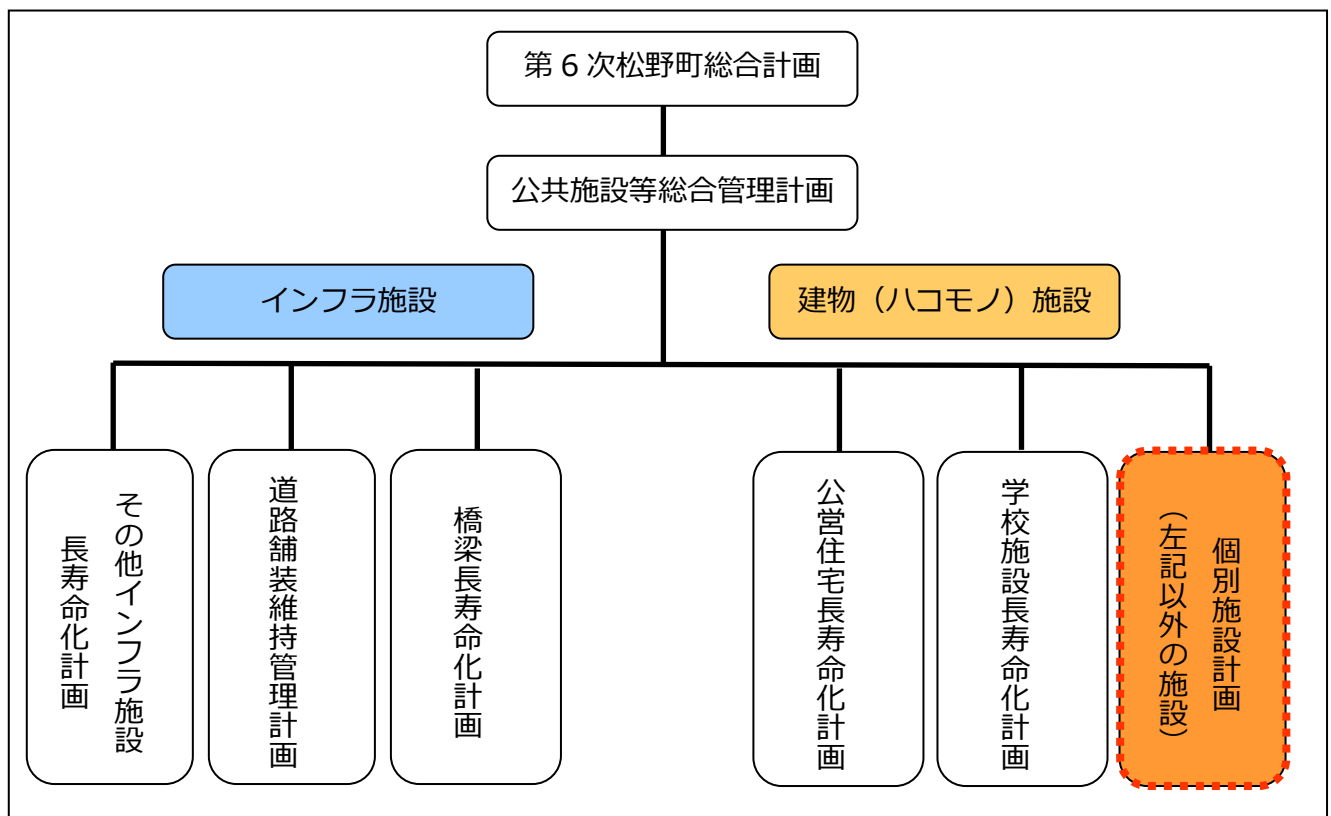 第 6 次松野町総合計画
公共施設等総合管理計画
インフラ施設
建物（ハコモノ）施設
その他インフラ施設
長寿命化計画
道路舗装維持管理計画
橋梁長寿命化計画
公営住宅長寿命化計画
学校施設長寿命化計画
個別施設計画
（左記以外の施設）